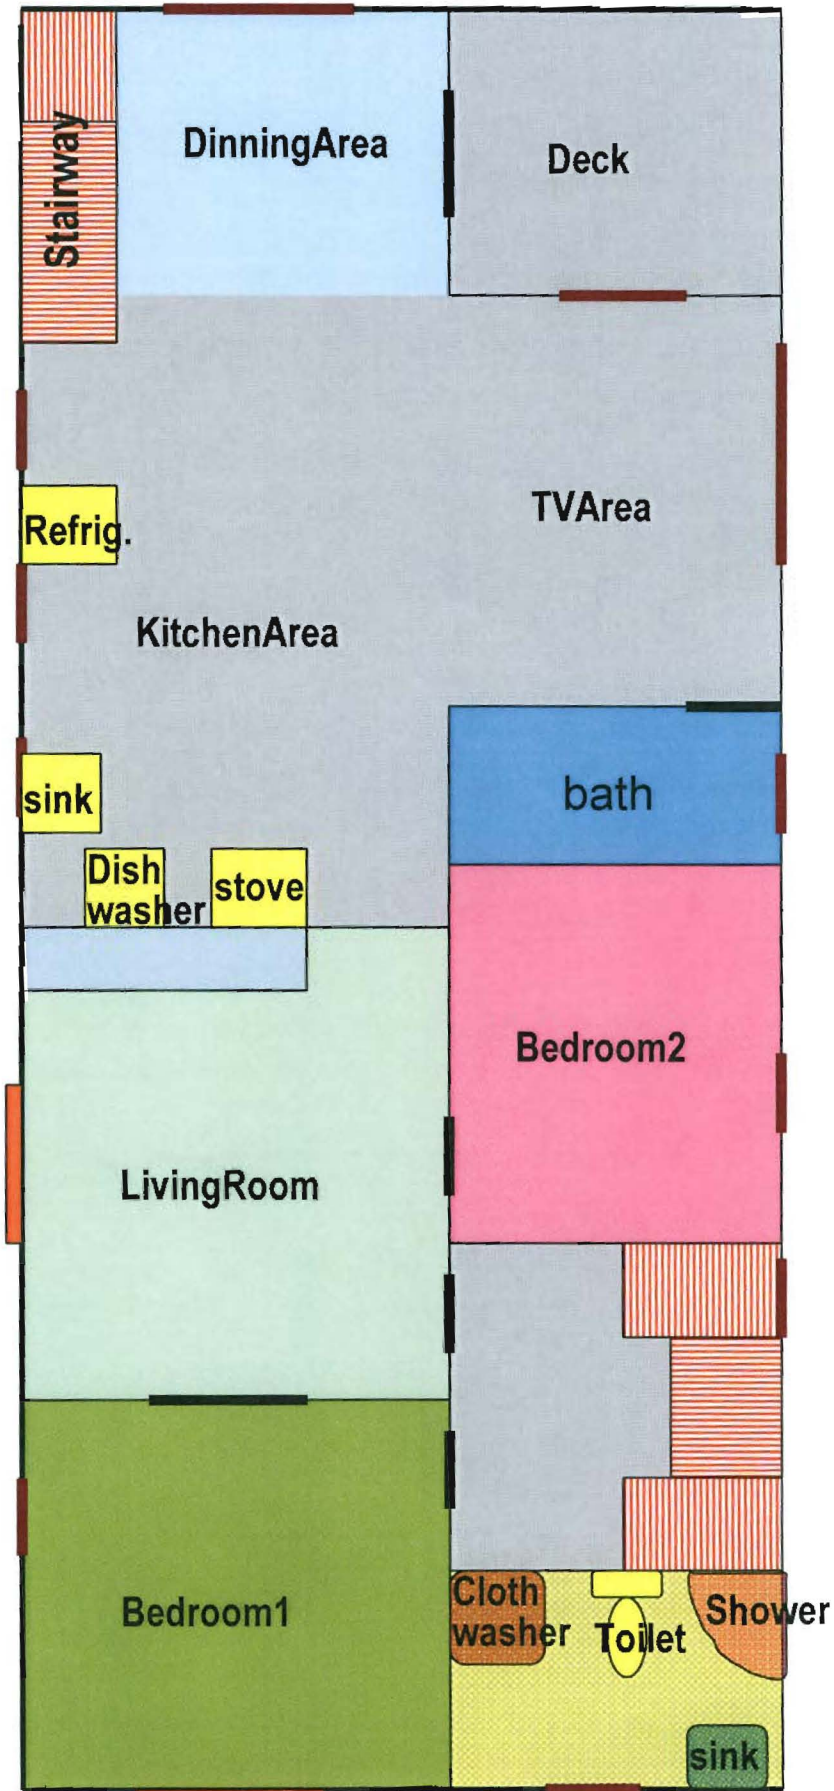 Stairway
DinningArea
Deck
Refrig.
TVArea
KitchenArea
sink
bath
Dish
washer
stove
Bedroom2
LivingRoom
Bedroom1
Cloth
washer
Toilet
Shower
sink